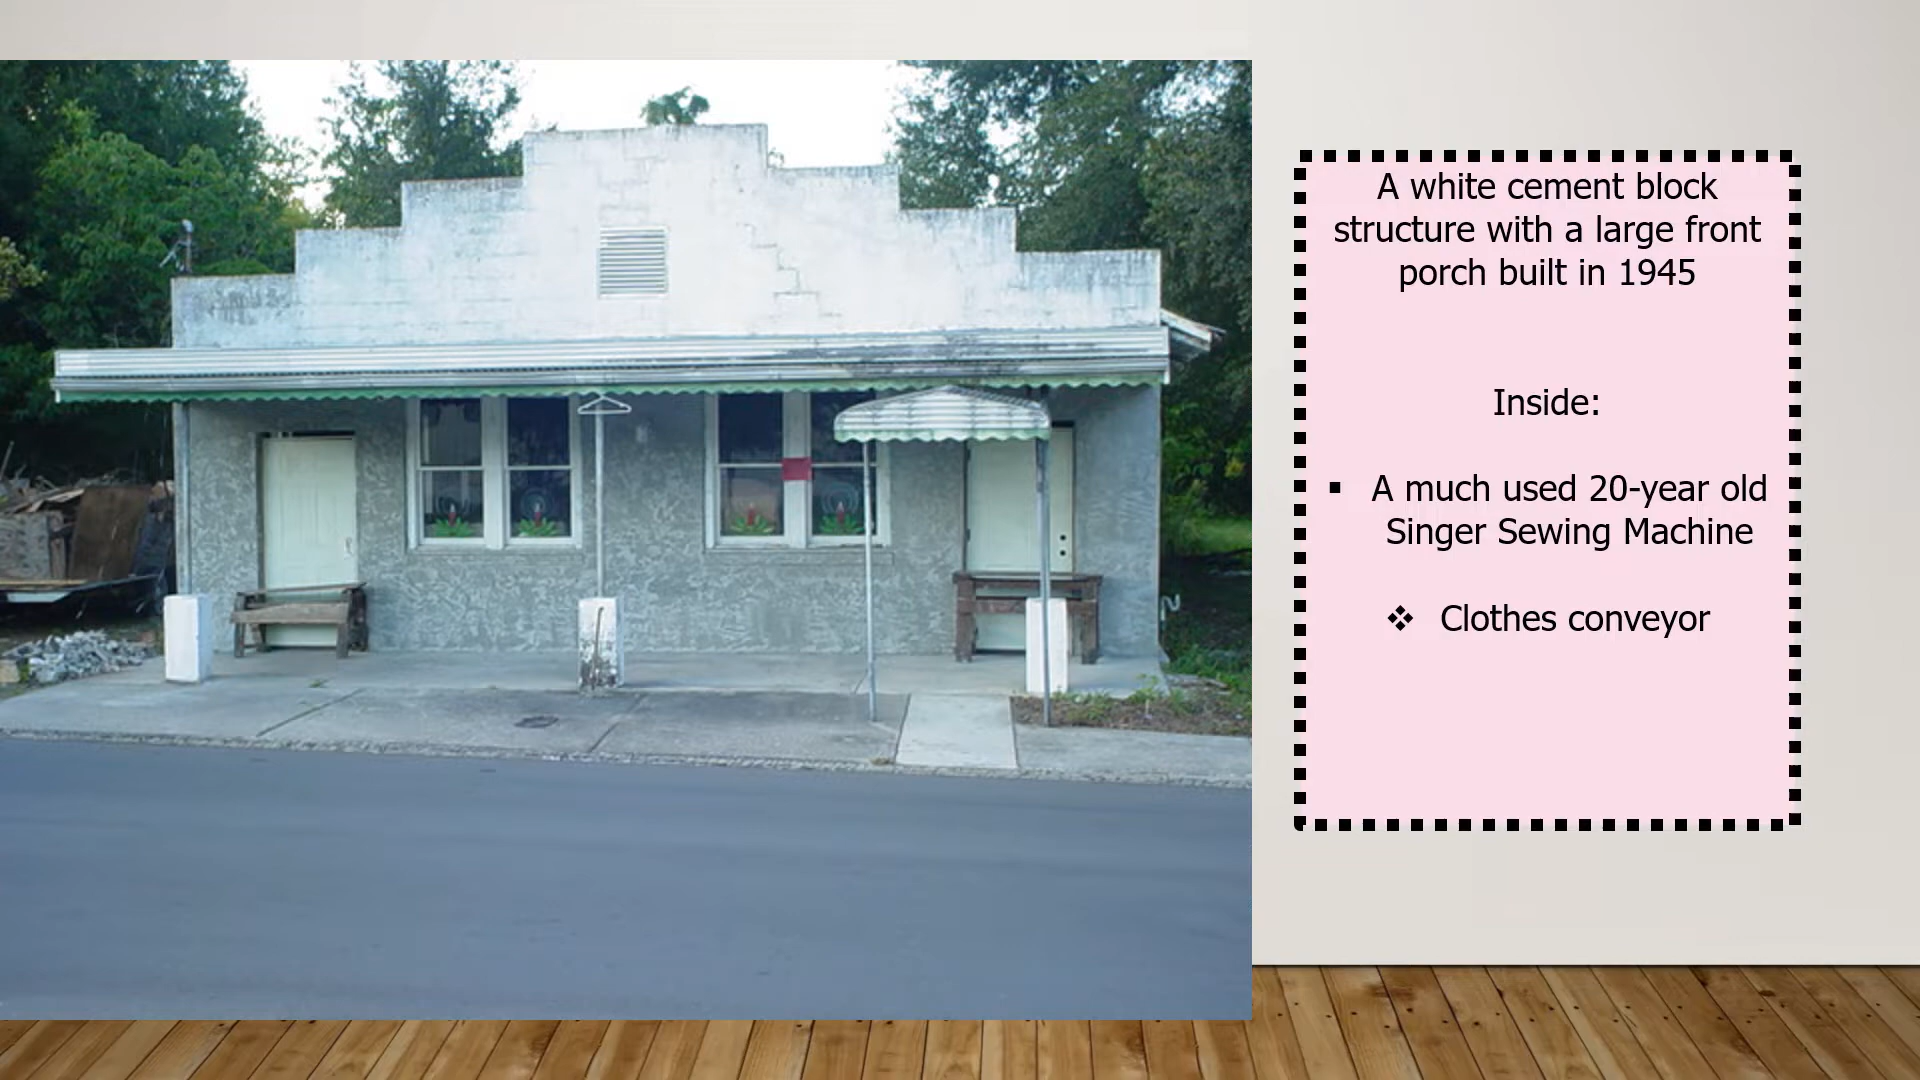 A white cement block
structure with a large front
porch built in 1945
Inside:
▪ A much used 20-year old
Singer Sewing Machine
❖ Clothes conveyor